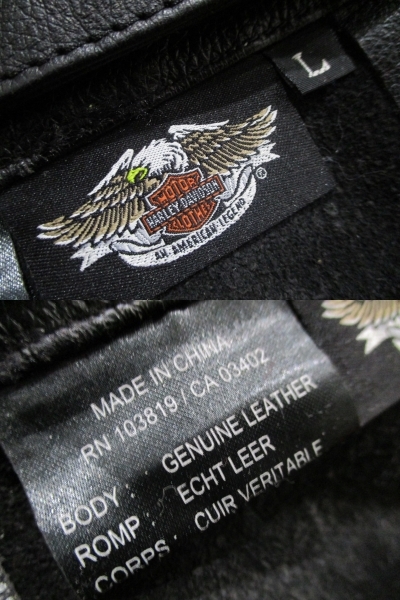 L
MOTOR
HARLEY-DAVIDSON
CLOTHES
AN AMERICAN LEGEND
®
MADE IN CHINA
RN 103819 / CA 03402
BODY : GENUINE LEATHER
ROMP : ECHT LEER
CORPS : CUIR VERITABLE